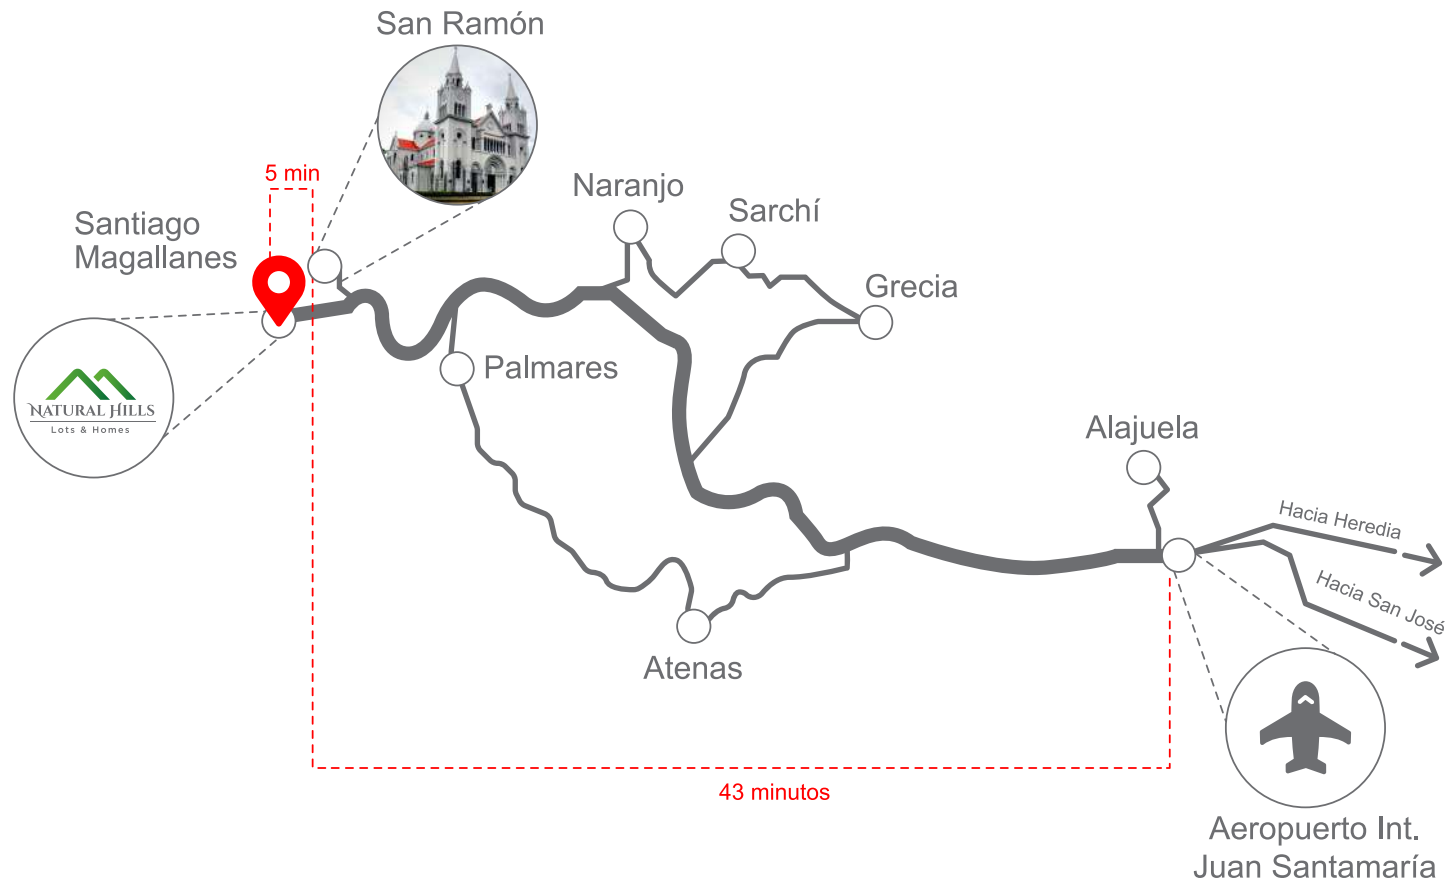 San Ramón
5 min
Naranjo
Sarchí
Santiago
Magallanes
Grecia
Palmares
NATURAL HILLS
Lots & Homes
Alajuela
Hacia Heredia
Hacia San José
Atenas
43 minutos
Aeropuerto Int.
Juan Santamaría